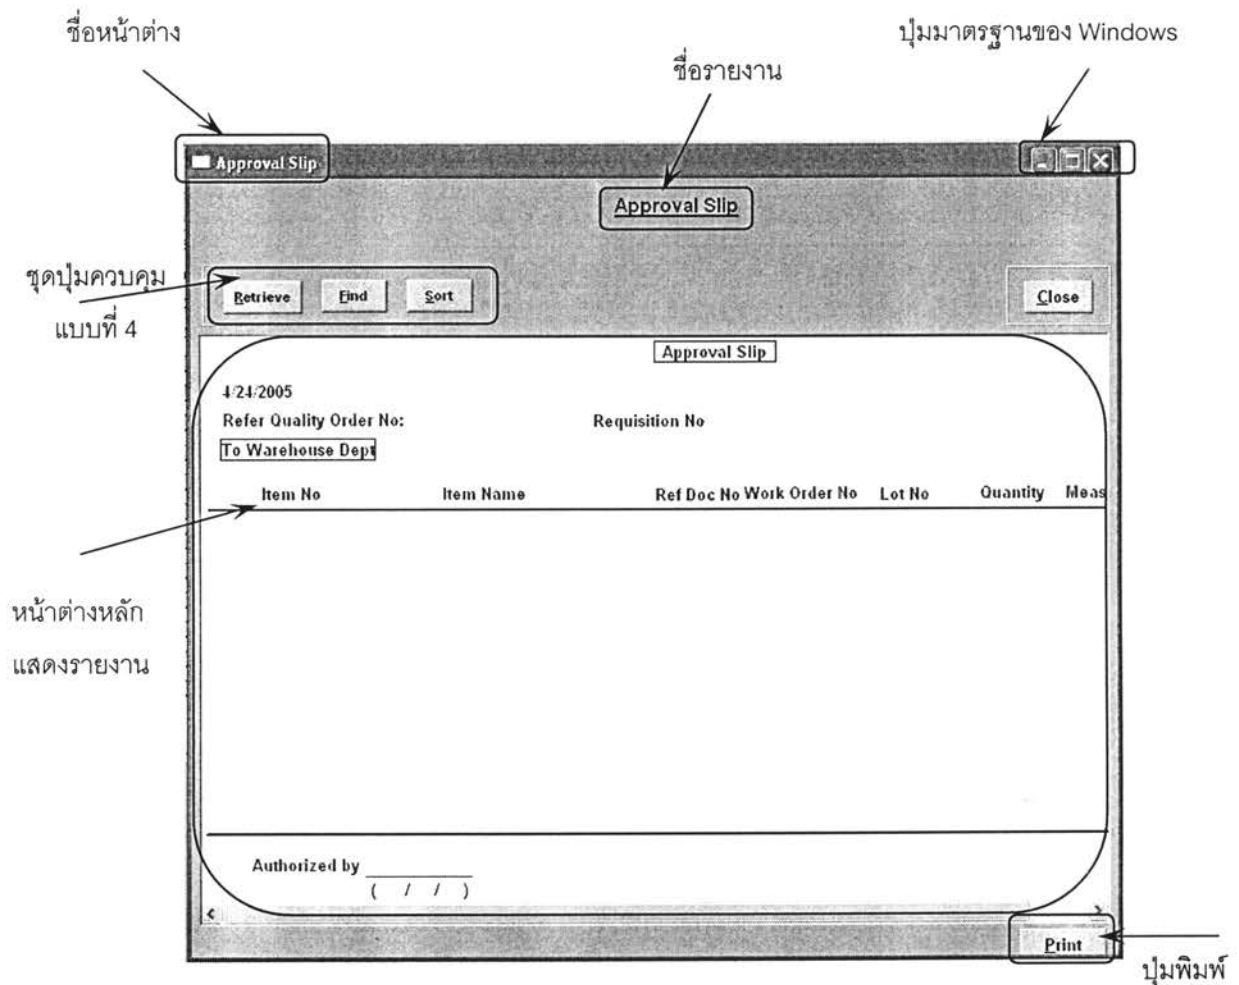 ชื่อหน้าต่าง
ปุ่มมาตรฐานของ Windows
ชื่อรายงาน
Approval Slip
Approval Slip
ชุดปุ่มควบคุม
แบบที่ 4
Retrieve Find Sort
Close
Approval Slip
4/24/2005
Refer Quality Order No: Requisition No
To Warehouse Dept
Item No Item Name Ref Doc No Work Order No Lot No Quantity Meas
หน้าต่างหลัก
แสดงรายงาน
Authorized by
( / / )
Print
ปุ่มพิมพ์